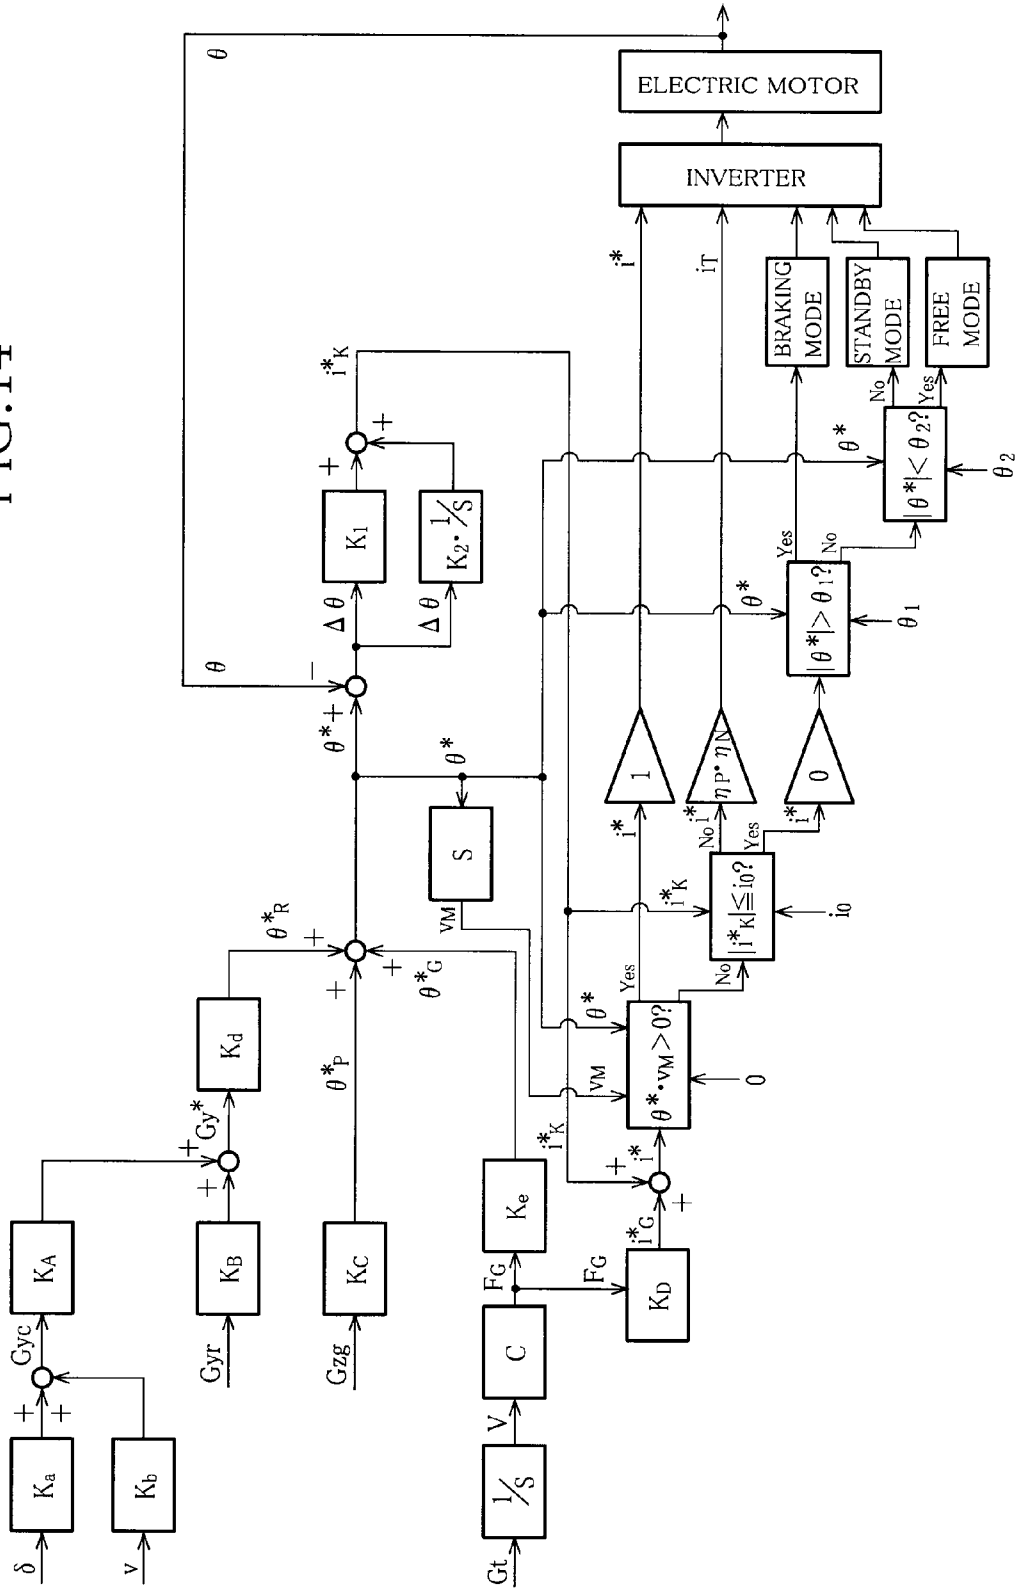 FIG.14
δ
Ka
v
Kb
+
+
Gyc
KA
Gyr
KB
+
+
Gy*
Kd
θ*R
Gzg
KC
θ*P
+
+
+
θ*G
Gt
1/S
V
C
FG
Ke
FG
KD
i*G
+
+
i*
i*K
θ*
S
vM
θ*
+
−
θ
θ
Δθ
K1
Δθ
K2·1/S
+
+
i*K
vM
θ*
θ*·vM>0?
0
Yes
i*
1
i*
No
i*K
|i*K|≦i0?
i0
No
i*
ηP·ηN
iT
Yes
i*
0
θ*
|θ*|>θ1?
θ1
Yes
No
θ*
|θ*|<θ2?
θ2
No
Yes
BRAKING
MODE
STANDBY
MODE
FREE
MODE
INVERTER
ELECTRIC MOTOR